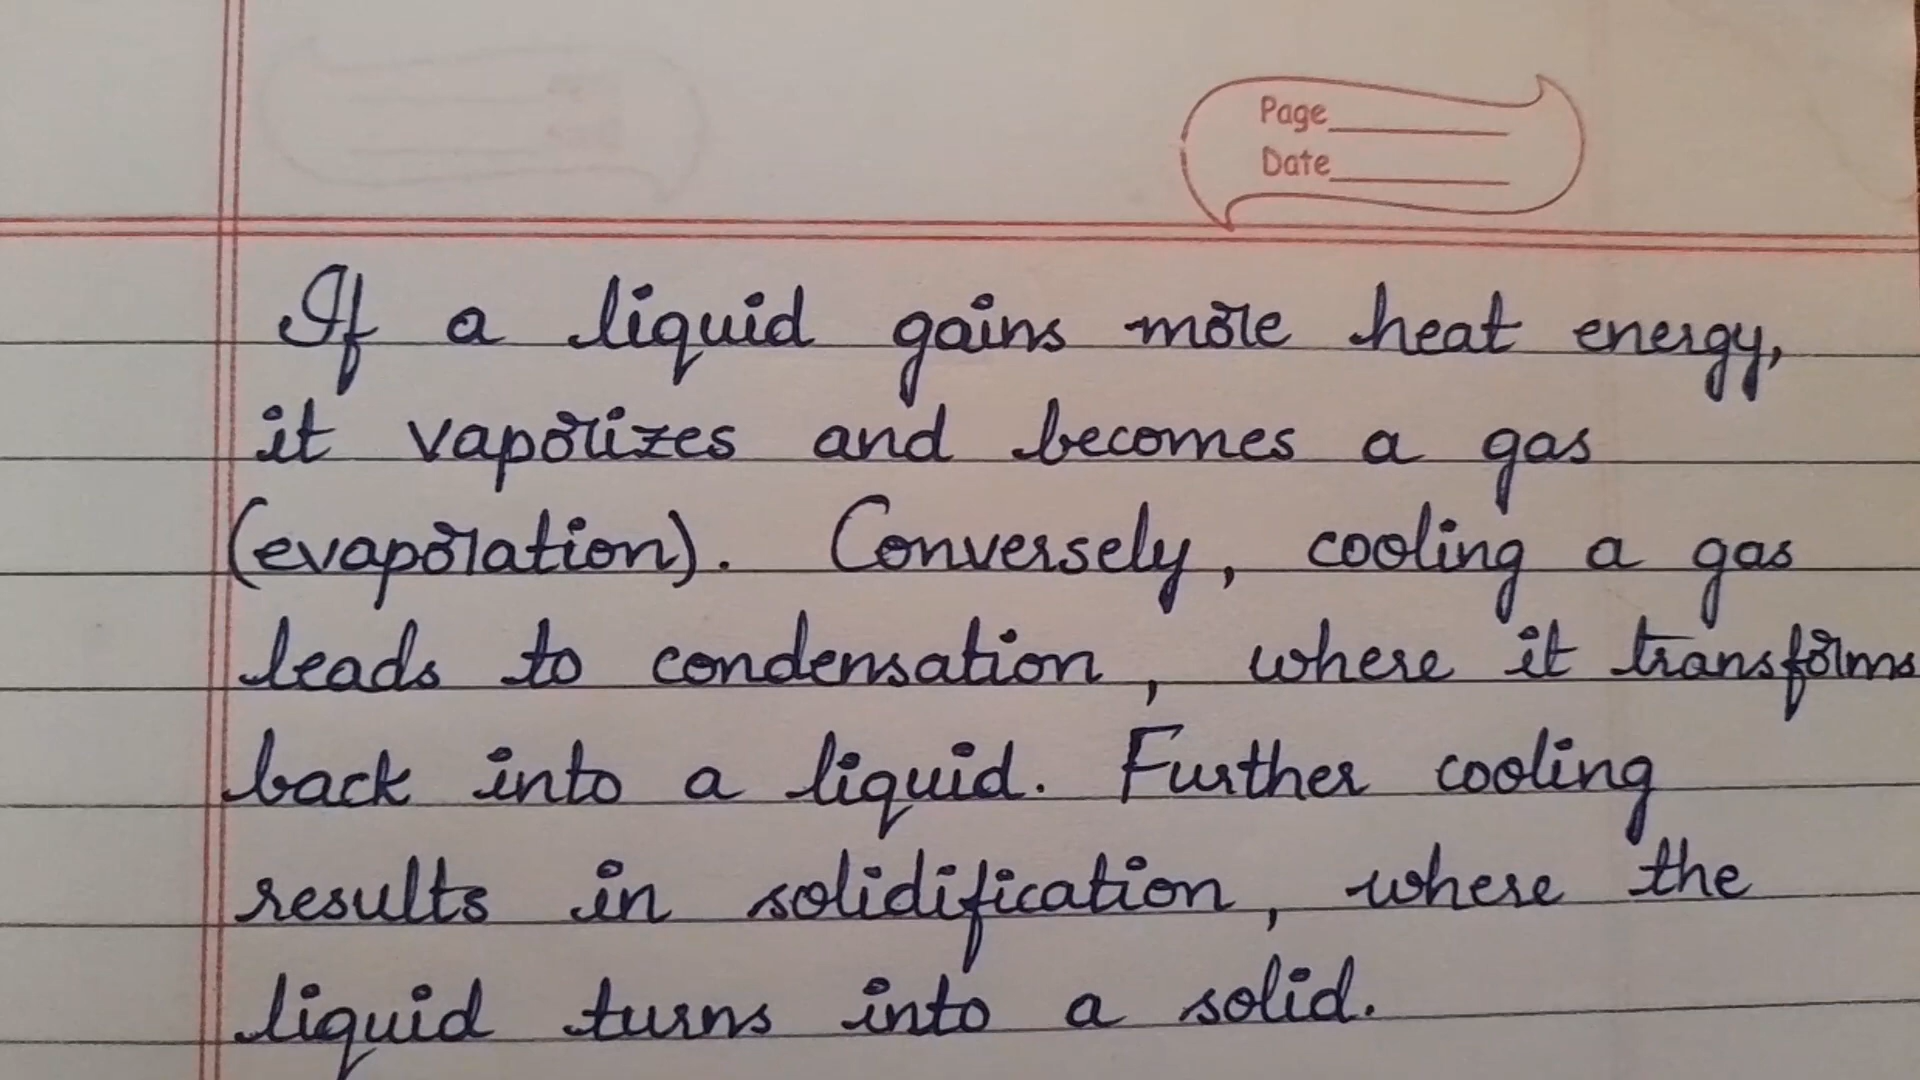 Page
Date
If a liquid gains more heat energy,
it vaporizes and becomes a gas
(evaporation). Conversely, cooling a gas
leads to condensation, where it transforms
back into a liquid. Further cooling
results in solidification, where the
liquid turns into a solid.